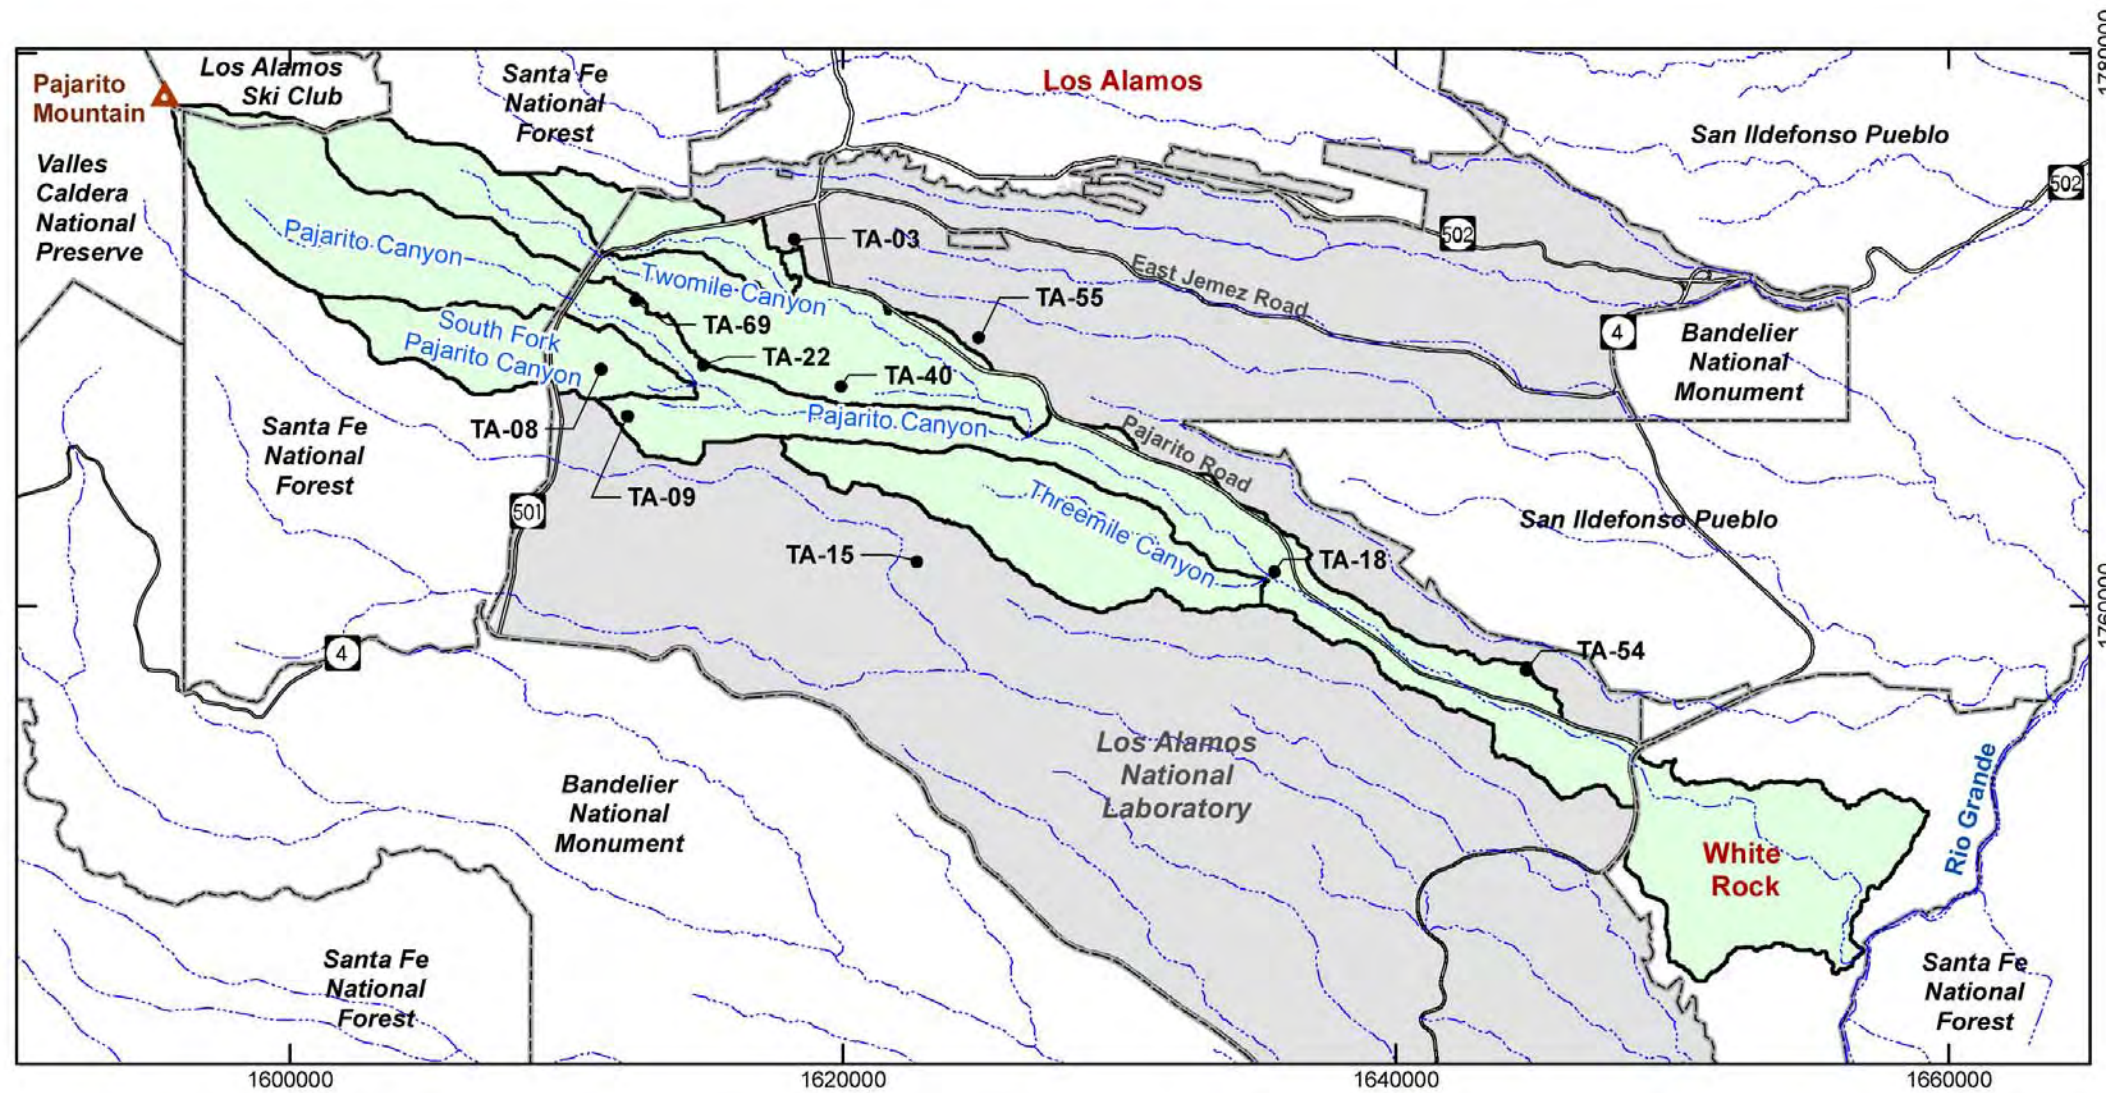 Los Alamos
Ski Club
Pajarito
Mountain
Santa Fe
National
Forest
Los Alamos
San Ildefonso Pueblo
1780000
Valles
Caldera
National
Preserve
502
Pajarito Canyon
TA-03
502
Twomile Canyon
East Jemez Road
TA-55
South Fork
Pajarito Canyon
TA-69
TA-22
TA-40
4
Bandelier
National
Monument
TA-08
Pajarito Canyon
Pajarito Road
Santa Fe
National
Forest
TA-09
501
Threemile Canyon
San Ildefonso Pueblo
TA-15
TA-18
1760000
4
TA-54
Los Alamos
National
Laboratory
Bandelier
National
Monument
Rio Grande
White
Rock
Santa Fe
National
Forest
Santa Fe
National
Forest
1600000
1620000
1640000
1660000